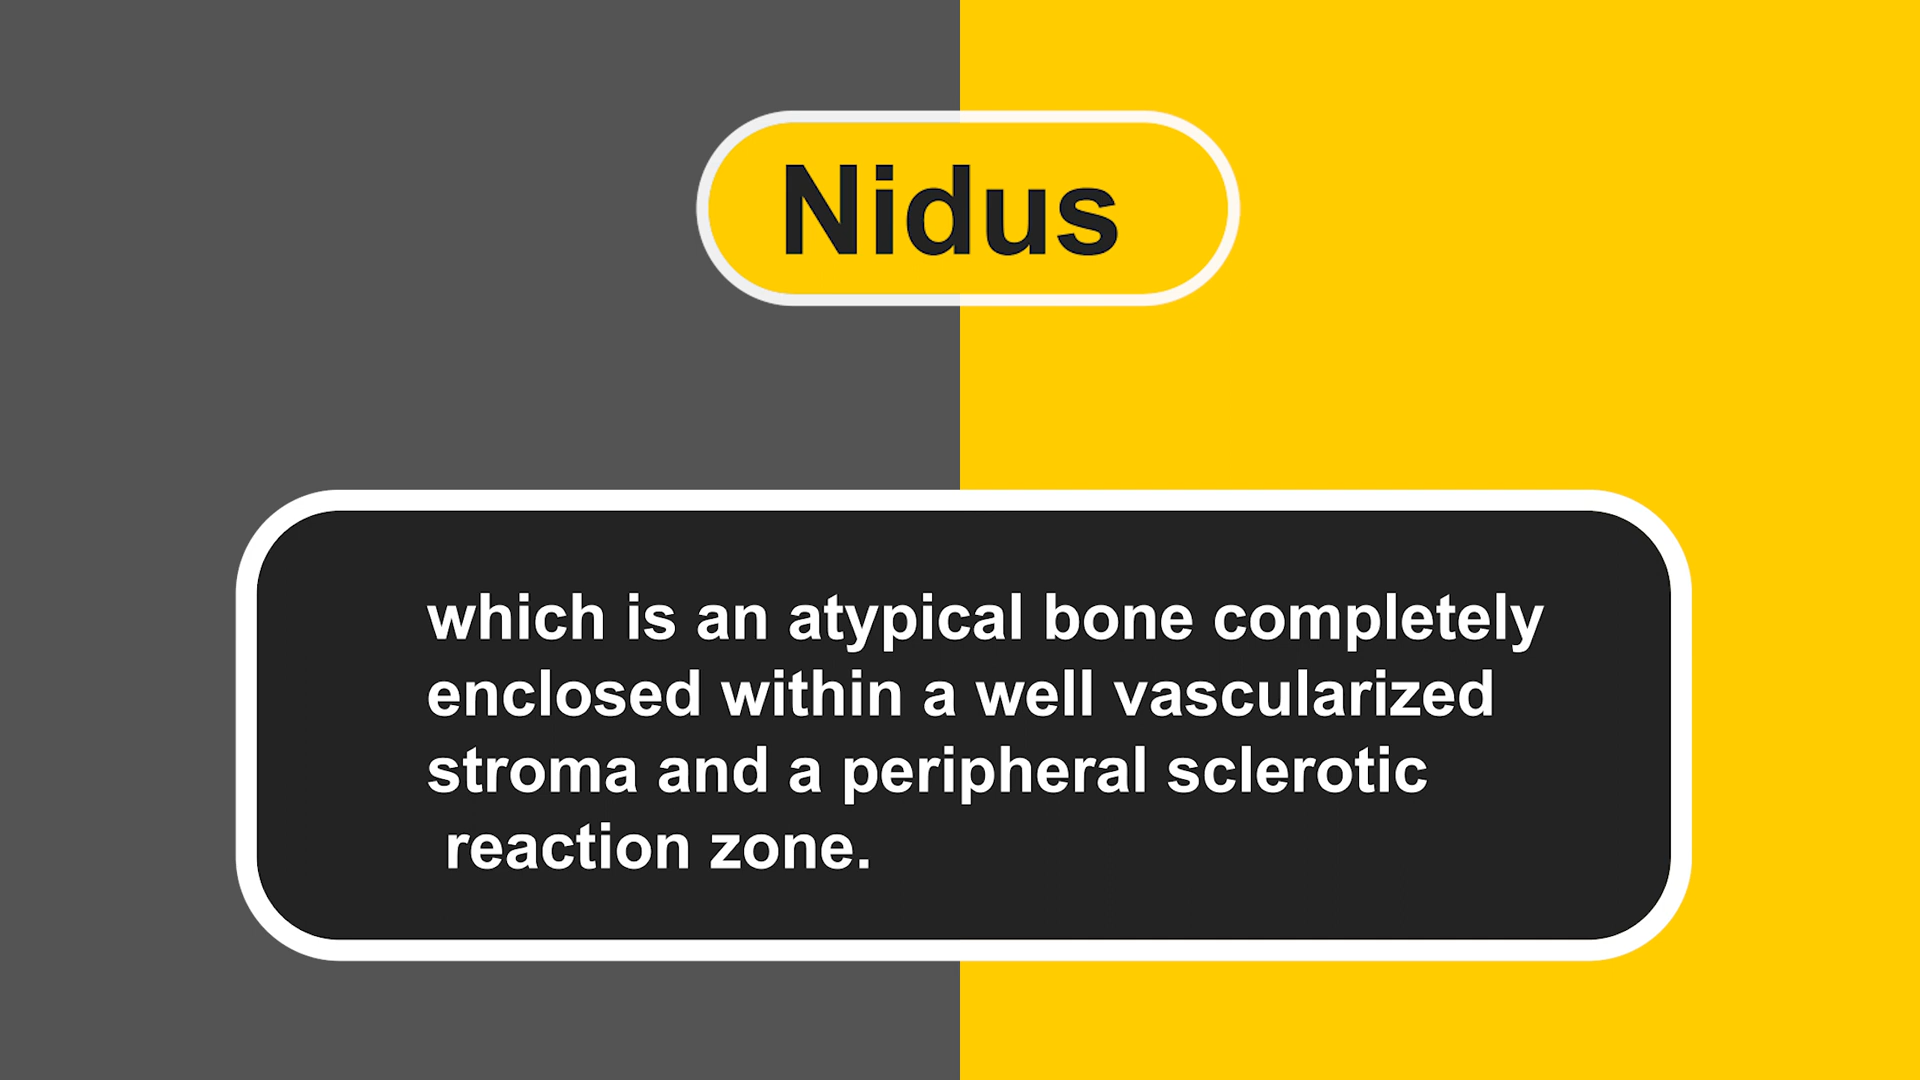 Nidus
which is an atypical bone completely
enclosed within a well vascularized
stroma and a peripheral sclerotic
reaction zone.